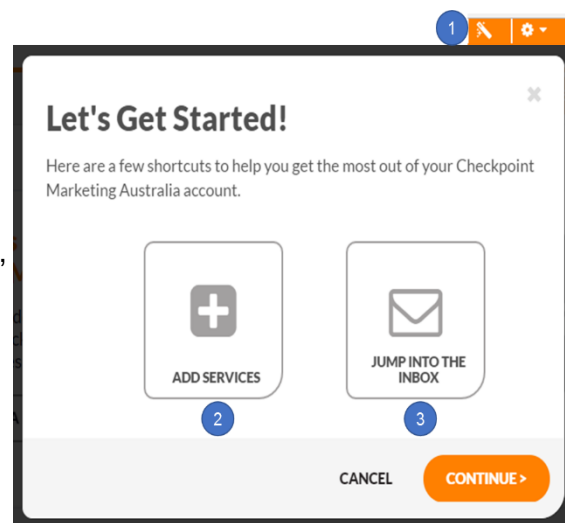 1
Let's Get Started!
Here are a few shortcuts to help you get the most out of your Checkpoint
Marketing Australia account.
ADD SERVICES
JUMP INTO THE
INBOX
2
3
CANCEL
CONTINUE >